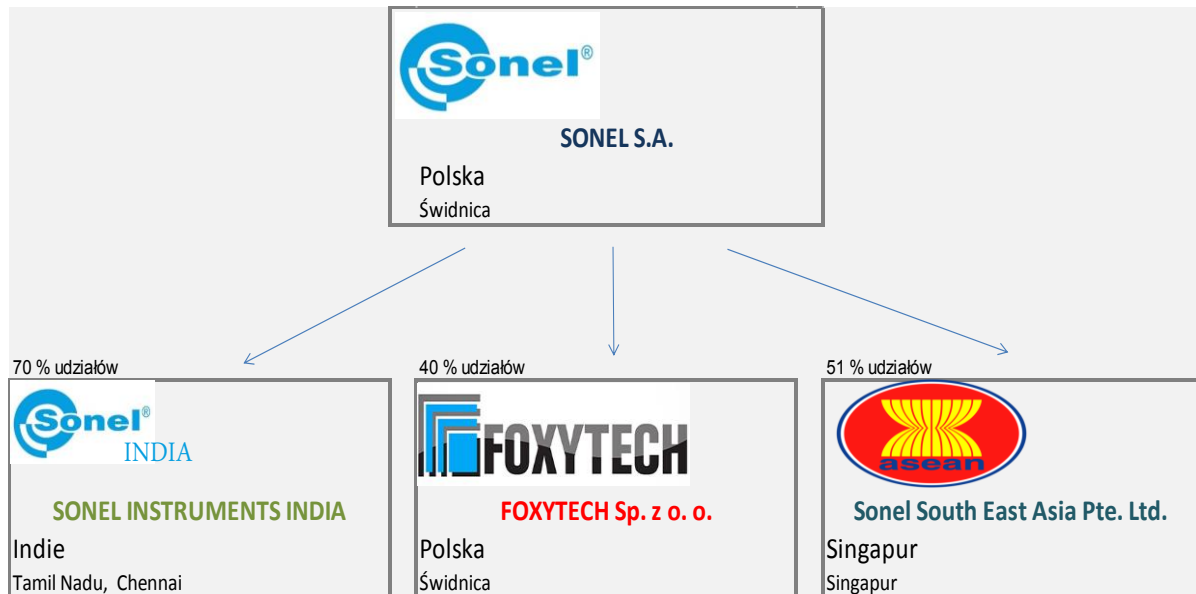 Sonel®
SONEL S.A.
Polska
Świdnica
70 % udziałów
40 % udziałów
51 % udziałów
Sonel®
INDIA
FOXYTECH
asean
SONEL INSTRUMENTS INDIA
FOXYTECH Sp. z o. o.
Sonel South East Asia Pte. Ltd.
Indie
Polska
Singapur
Tamil Nadu, Chennai
Świdnica
Singapur